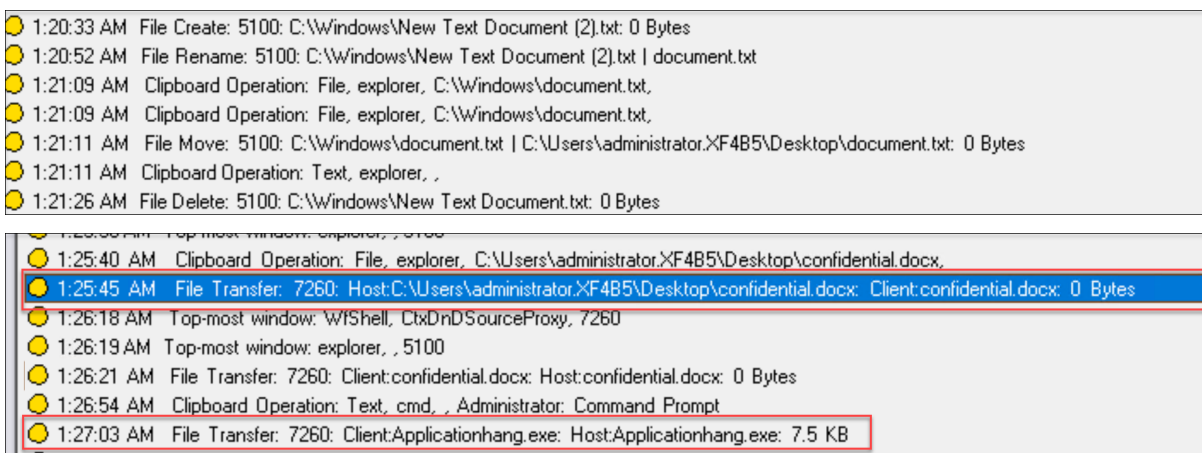 1:20:33 AM File Create: 5100: C:\Windows\New Text Document (2).txt: 0 Bytes
1:20:52 AM File Rename: 5100: C:\Windows\New Text Document (2).txt | document.txt
1:21:09 AM Clipboard Operation: File, explorer, C:\Windows\document.txt,
1:21:09 AM Clipboard Operation: File, explorer, C:\Windows\document.txt,
1:21:11 AM File Move: 5100: C:\Windows\document.txt | C:\Users\administrator.XF4B5\Desktop\document.txt: 0 Bytes
1:21:11 AM Clipboard Operation: Text, explorer, ,
1:21:26 AM File Delete: 5100: C:\Windows\New Text Document.txt: 0 Bytes
1:25:40 AM Clipboard Operation: File, explorer, C:\Users\administrator.XF4B5\Desktop\confidential.docx,
1:25:45 AM File Transfer: 7260: Host:C:\Users\administrator.XF4B5\Desktop\confidential.docx: Client:confidential.docx: 0 Bytes
1:26:18 AM Top-most window: WfShell, CtxDnDSourceProxy, 7260
1:26:19 AM Top-most window: explorer, , 5100
1:26:21 AM File Transfer: 7260: Client:confidential.docx: Host:confidential.docx: 0 Bytes
1:26:54 AM Clipboard Operation: Text, cmd, , Administrator: Command Prompt
1:27:03 AM File Transfer: 7260: Client:Applicationhang.exe: Host:Applicationhang.exe: 7.5 KB